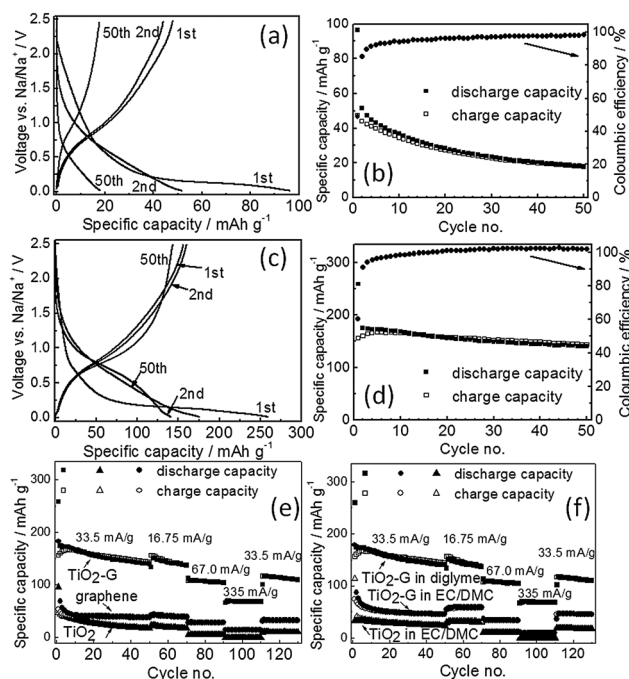 (a)
50th
2nd
1st
50th
2nd
1st
Voltage vs. Na/Na+ / V
2.5
2.0
1.5
1.0
0.5
0.0
0 20 40 60 80 100
Specific capacity / mAh g-1
(b)
discharge capacity
charge capacity
Specific capacity / mAh g-1
100
80
60
40
20
0
Coloumbic efficiency / %
100
80
60
40
20
0
0 10 20 30 40 50
Cycle no.
(c)
50th
1st
2nd
50th
2nd
1st
Voltage vs. Na/Na+ / V
2.5
2.0
1.5
1.0
0.5
0.0
0 50 100 150 200 250 300
Specific capacity / mAh g-1
(d)
discharge capacity
charge capacity
Specific capacity / mAh g-1
300
200
100
0
Coloumbic efficiency / %
100
80
60
40
20
0
0 10 20 30 40 50
Cycle no.
(e)
discharge capacity
charge capacity
33.5 mA/g
16.75 mA/g
67.0 mA/g
335 mA/g
33.5 mA/g
TiO2-G
graphene
TiO2
Specific capacity / mAh g-1
300
200
100
0
0 20 40 60 80 100 120
Cycle no.
(f)
discharge capacity
charge capacity
33.5 mA/g
16.75 mA/g
67.0 mA/g
335 mA/g
33.5 mA/g
TiO2-G in diglyme
TiO2-G in EC/DMC
TiO2 in EC/DMC
Specific capacity / mAh g-1
300
200
100
0
0 20 40 60 80 100 120
Cycle no.